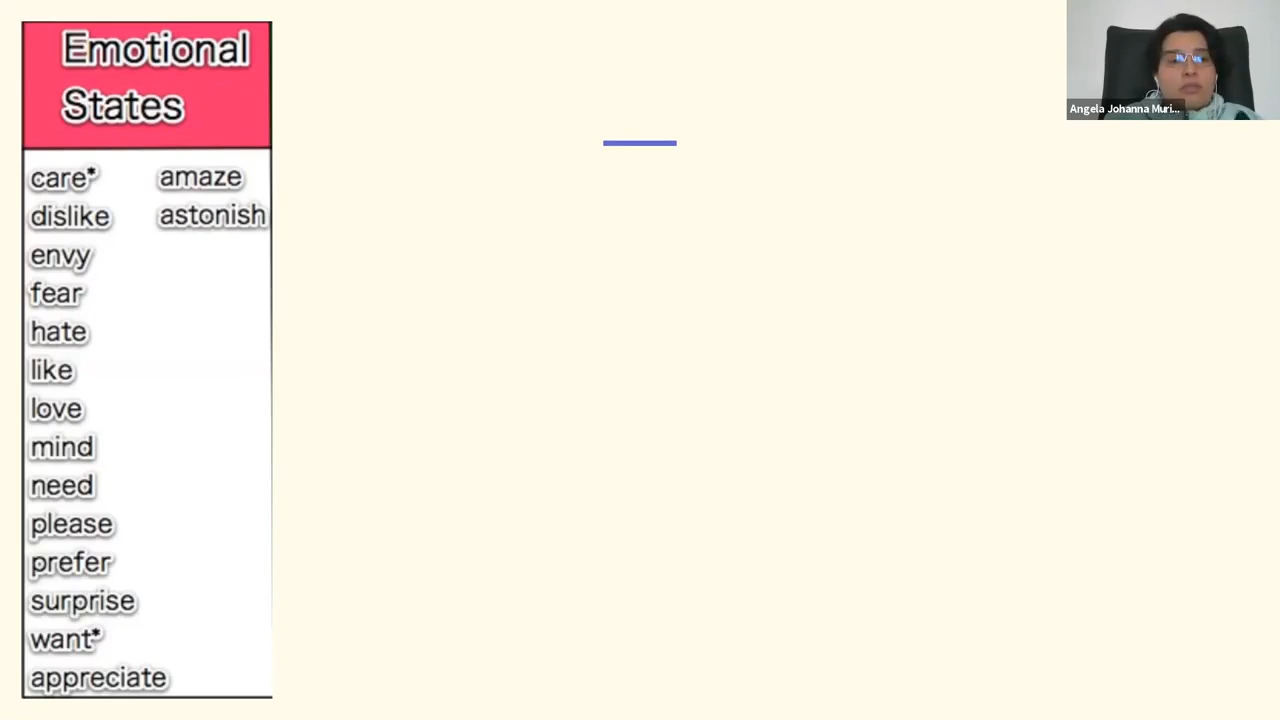 Emotional
States
care* amaze
dislike astonish
envy
fear
hate
like
love
mind
need
please
prefer
surprise
want*
appreciate
Angela Johanna Muri...